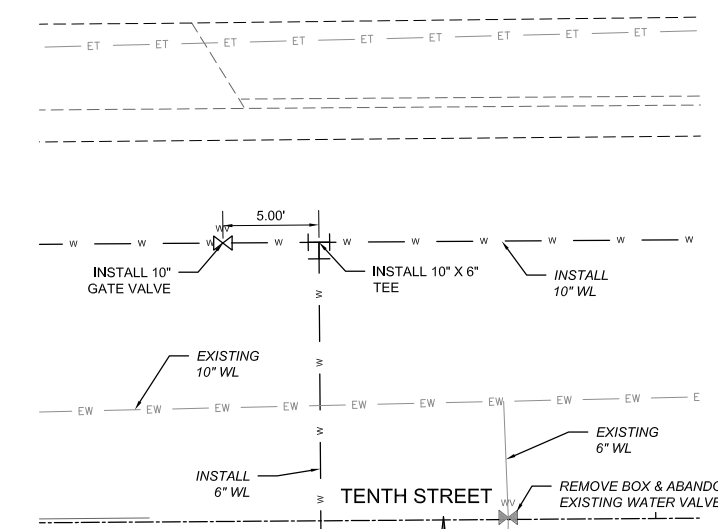 ET ET ET ET ET ET ET ET ET
5.00'
WV
W W W W W W W W
INSTALL 10"
GATE VALVE
INSTALL 10" X 6"
TEE
INSTALL
10" WL
W
W
EXISTING
10" WL
EW EW EW EW EW EW EW EW EW E
W
EXISTING
6" WL
W
INSTALL
6" WL
W
TENTH STREET
WV
REMOVE BOX & ABANDO
EXISTING WATER VALVE